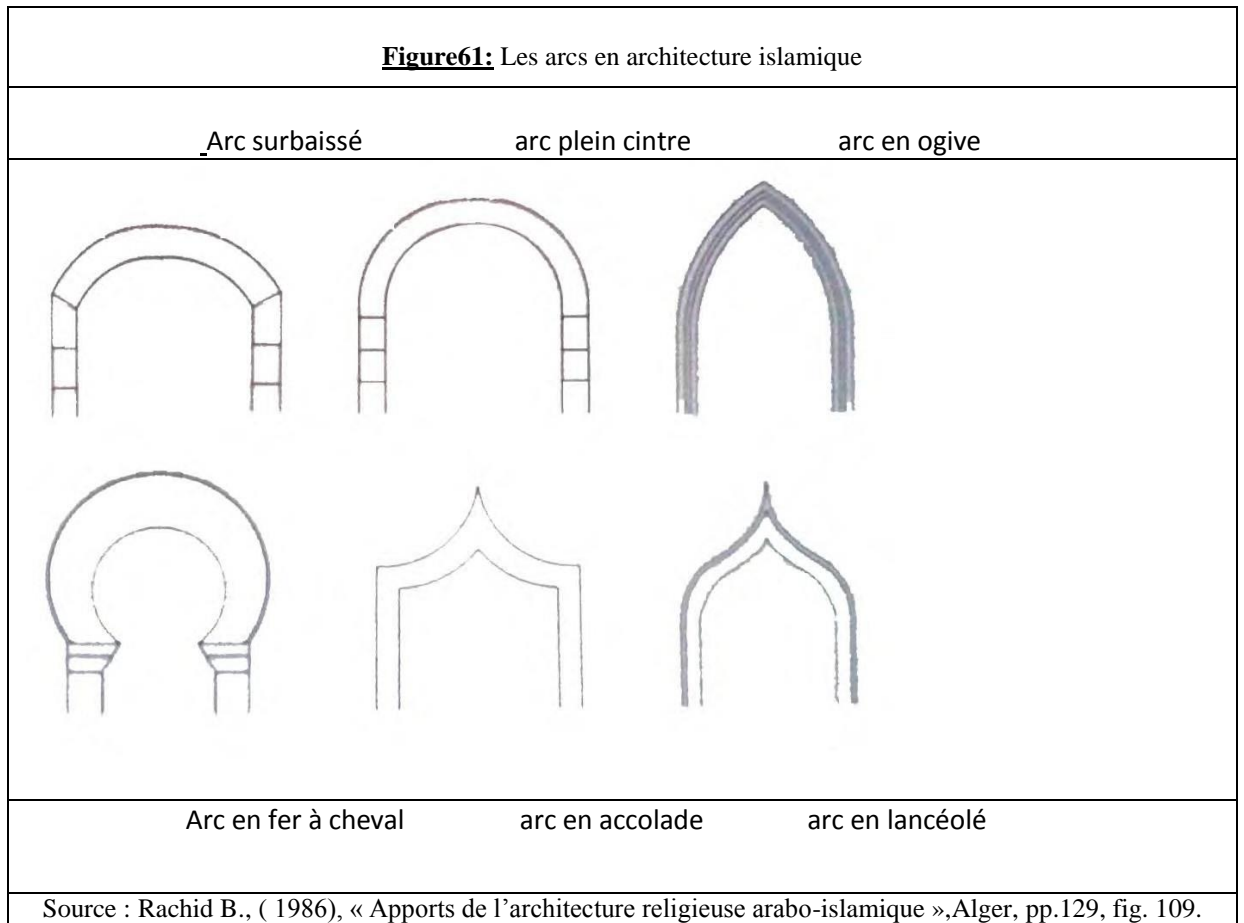 Figure61: Les arcs en architecture islamique
Arc surbaissé arc plein cintre arc en ogive
Arc en fer à cheval arc en accolade arc en lancéolé
Source : Rachid B., ( 1986), « Apports de l'architecture religieuse arabo-islamique »,Alger, pp.129, fig. 109.